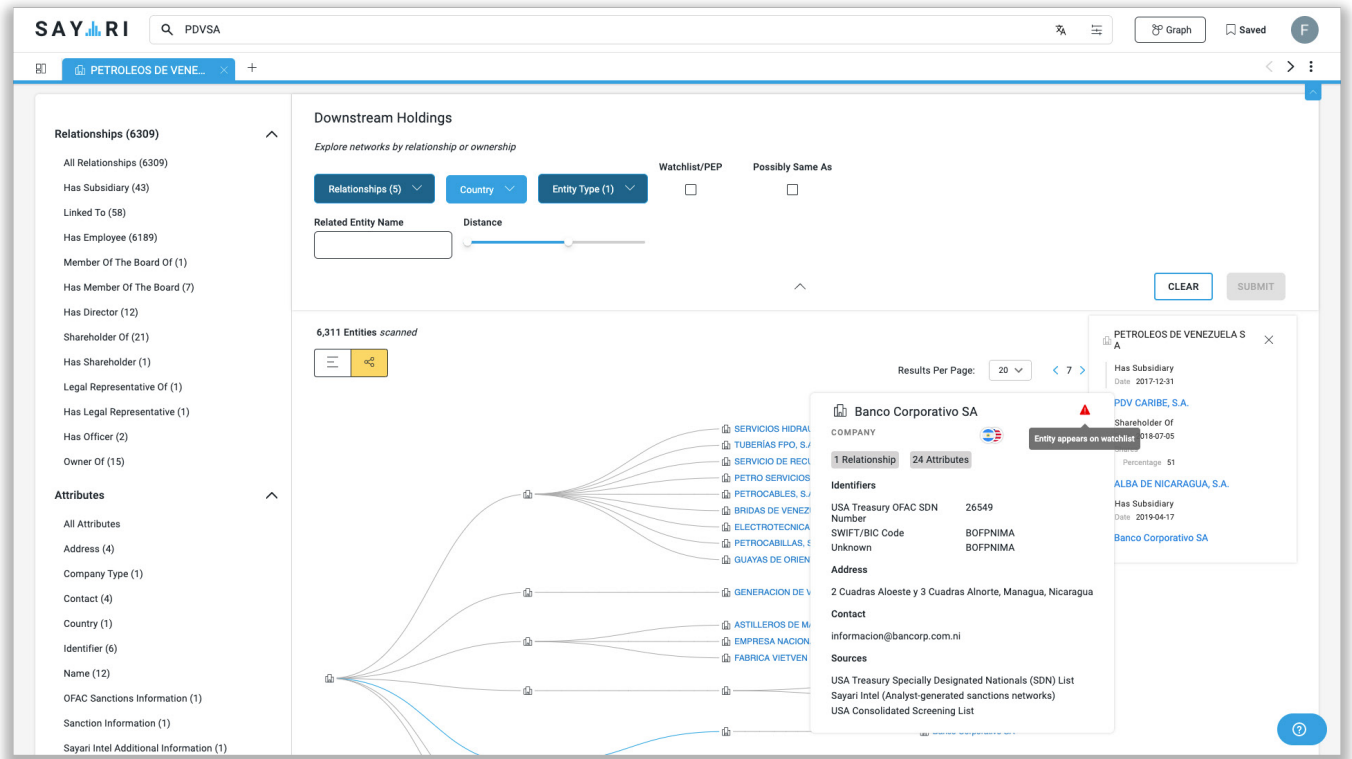 SAYARI
PDVSA
Graph
Saved
F
PETROLEOS DE VENE...
Relationships (6309)
All Relationships (6309)
Has Subsidiary (43)
Linked To (58)
Has Employee (6189)
Member Of The Board Of (1)
Has Member Of The Board (7)
Has Director (12)
Shareholder Of (21)
Has Shareholder (1)
Legal Representative Of (1)
Has Legal Representative (1)
Has Officer (2)
Owner Of (15)
Attributes
All Attributes
Address (4)
Company Type (1)
Contact (4)
Country (1)
Identifier (6)
Name (12)
OFAC Sanctions Information (1)
Sanction Information (1)
Sayari Intel Additional Information (1)
Downstream Holdings
Explore networks by relationship or ownership
Relationships (5)
Country
Entity Type (1)
Watchlist/PEP
Possibly Same As
Related Entity Name
Distance
CLEAR
SUBMIT
6,311 Entities scanned
Results Per Page:
20
7
SERVICIOS HIDRAU
TUBERÍAS FPO, S.A
SERVICIO DE RECU
PETRO SERVICIOS
PETROCABLES, S.A
BRIDAS DE VENEZ
ELECTROTECNICA
PETROCABILLAS, S
GUAYAS DE ORIEN
GENERACION DE V
ASTILLEROS DE MA
EMPRESA NACION
FABRICA VIETVEN
Banco Corporativo SA
COMPANY
Entity appears on watchlist
1 Relationship
24 Attributes
Identifiers
USA Treasury OFAC SDN 26549
Number
SWIFT/BIC Code BOFPNIMA
Unknown BOFPNIMA
Address
2 Cuadras Aloeste y 3 Cuadras Alnorte, Managua, Nicaragua
Contact
informacion@bancorp.com.ni
Sources
USA Treasury Specially Designated Nationals (SDN) List
Sayari Intel (Analyst-generated sanctions networks)
USA Consolidated Screening List
PETROLEOS DE VENEZUELA S
A
Has Subsidiary
Date 2017-12-31
PDV CARIBE, S.A.
Shareholder Of
018-07-05
Percentage 51
ALBA DE NICARAGUA, S.A.
Has Subsidiary
Date 2019-04-17
Banco Corporativo SA